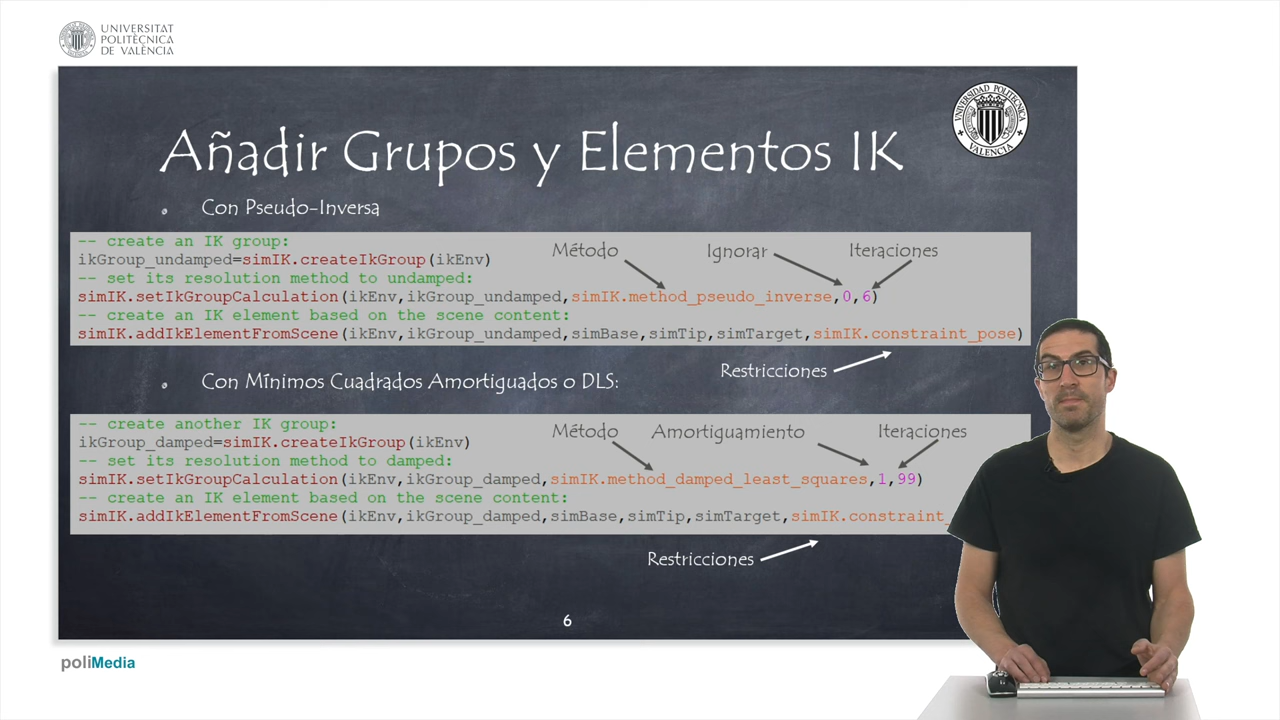 UNIVERSITAT
POLITÈCNICA
DE VALÈNCIA
UNIVERSIDAD POLITECNICA
VALENCIA
Añadir Grupos y Elementos IK
Con Pseudo-Inversa
-- create an IK group:
Método Ignorar Iteraciones
ikGroup_undamped=simIK.createIkGroup(ikEnv)
-- set its resolution method to undamped:
simIK.setIkGroupCalculation(ikEnv,ikGroup_undamped,simIK.method_pseudo_inverse,0,6)
-- create an IK element based on the scene content:
simIK.addIkElementFromScene(ikEnv,ikGroup_undamped,simBase,simTip,simTarget,simIK.constraint_pose)
Restricciones
Con Mínimos Cuadrados Amortiguados o DLS:
-- create another IK group:
Método Amortiguamiento Iteraciones
ikGroup_damped=simIK.createIkGroup(ikEnv)
-- set its resolution method to damped:
simIK.setIkGroupCalculation(ikEnv,ikGroup_damped,simIK.method_damped_least_squares,1,99)
-- create an IK element based on the scene content:
simIK.addIkElementFromScene(ikEnv,ikGroup_damped,simBase,simTip,simTarget,simIK.constraint_
Restricciones
6
poliMedia